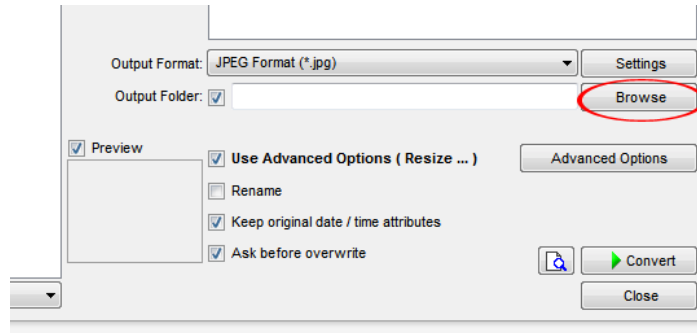 Output Format: JPEG Format (*.jpg) Settings
Output Folder: Browse
Preview
Use Advanced Options ( Resize ... ) Advanced Options
Rename
Keep original date / time attributes
Ask before overwrite
Convert
Close